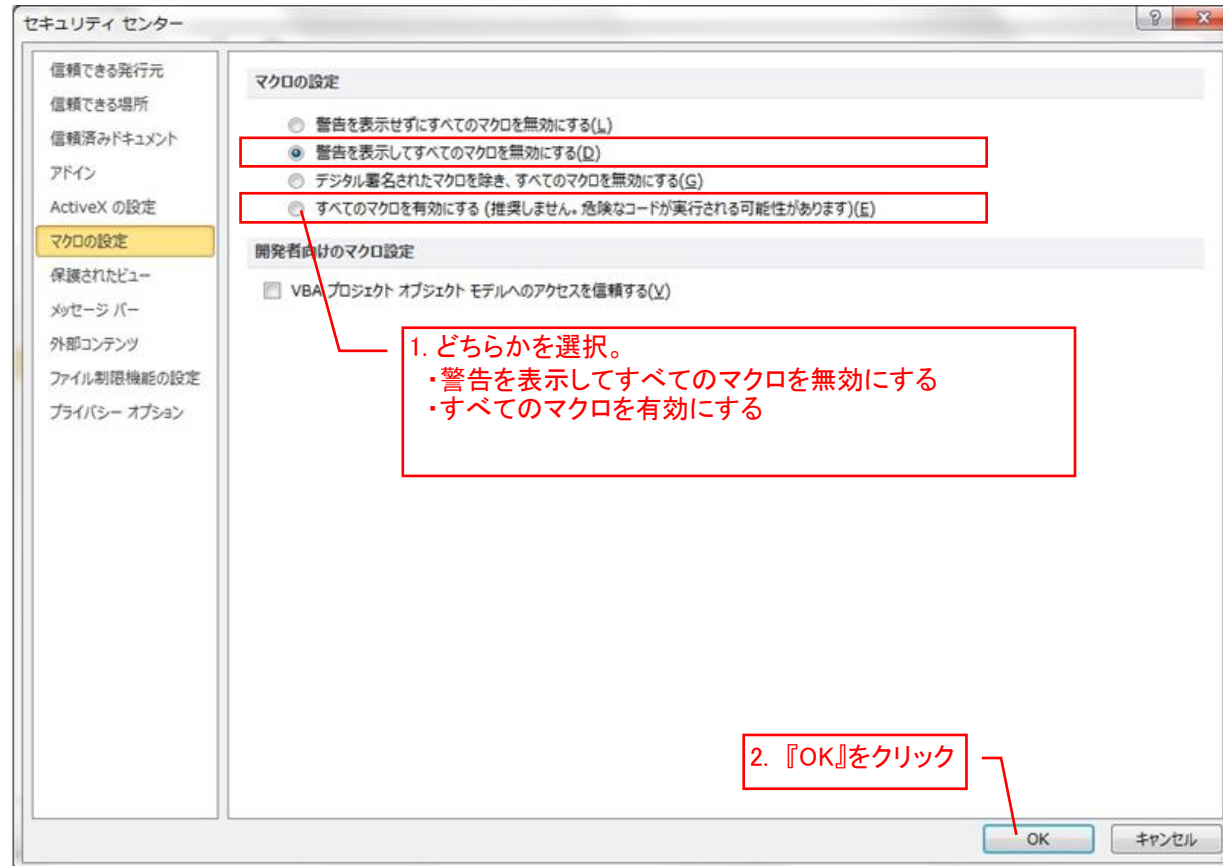 セキュリティ センター
信頼できる発行元
信頼できる場所
信頼済みドキュメント
アドイン
ActiveX の設定
マクロの設定
保護されたビュー
メッセージ バー
外部コンテンツ
ファイル制限機能の設定
プライバシー オプション
マクロの設定
警告を表示せずにすべてのマクロを無効にする(L)
警告を表示してすべてのマクロを無効にする(D)
デジタル署名されたマクロを除き、すべてのマクロを無効にする(G)
すべてのマクロを有効にする (推奨しません。危険なコードが実行される可能性があります)(E)
開発者向けのマクロ設定
VBA プロジェクト オブジェクト モデルへのアクセスを信頼する(V)
1. どちらかを選択。
・警告を表示してすべてのマクロを無効にする
・すべてのマクロを有効にする
2. 『OK』をクリック
OK
キャンセル